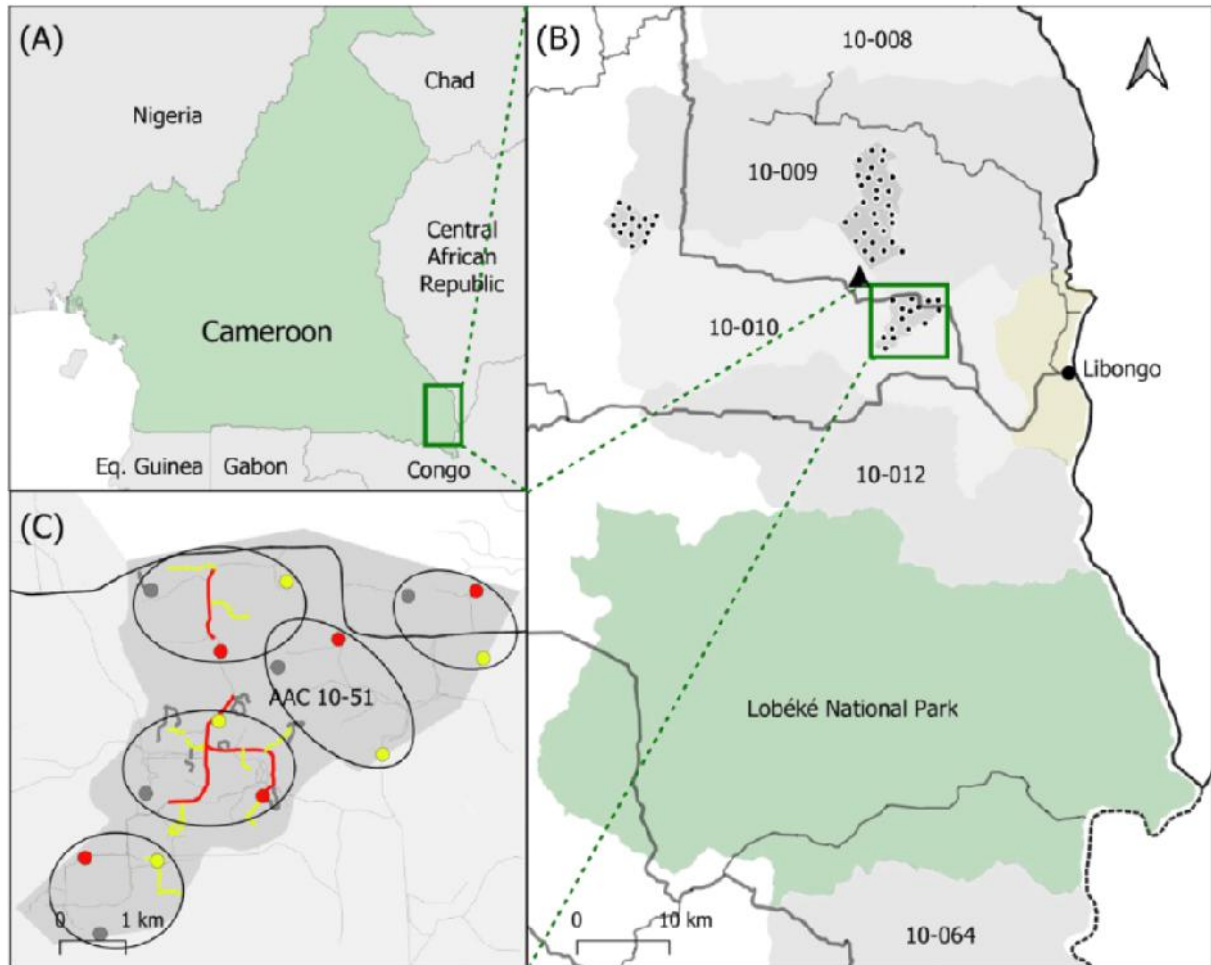 (A)
Chad
Nigeria
Central
African
Republic
Cameroon
Eq. Guinea
Gabon
Congo
(B)
10-008
10-009
10-010
Libongo
10-012
Lobéké National Park
0
10 km
10-064
(C)
AAC 10-51
0
1 km